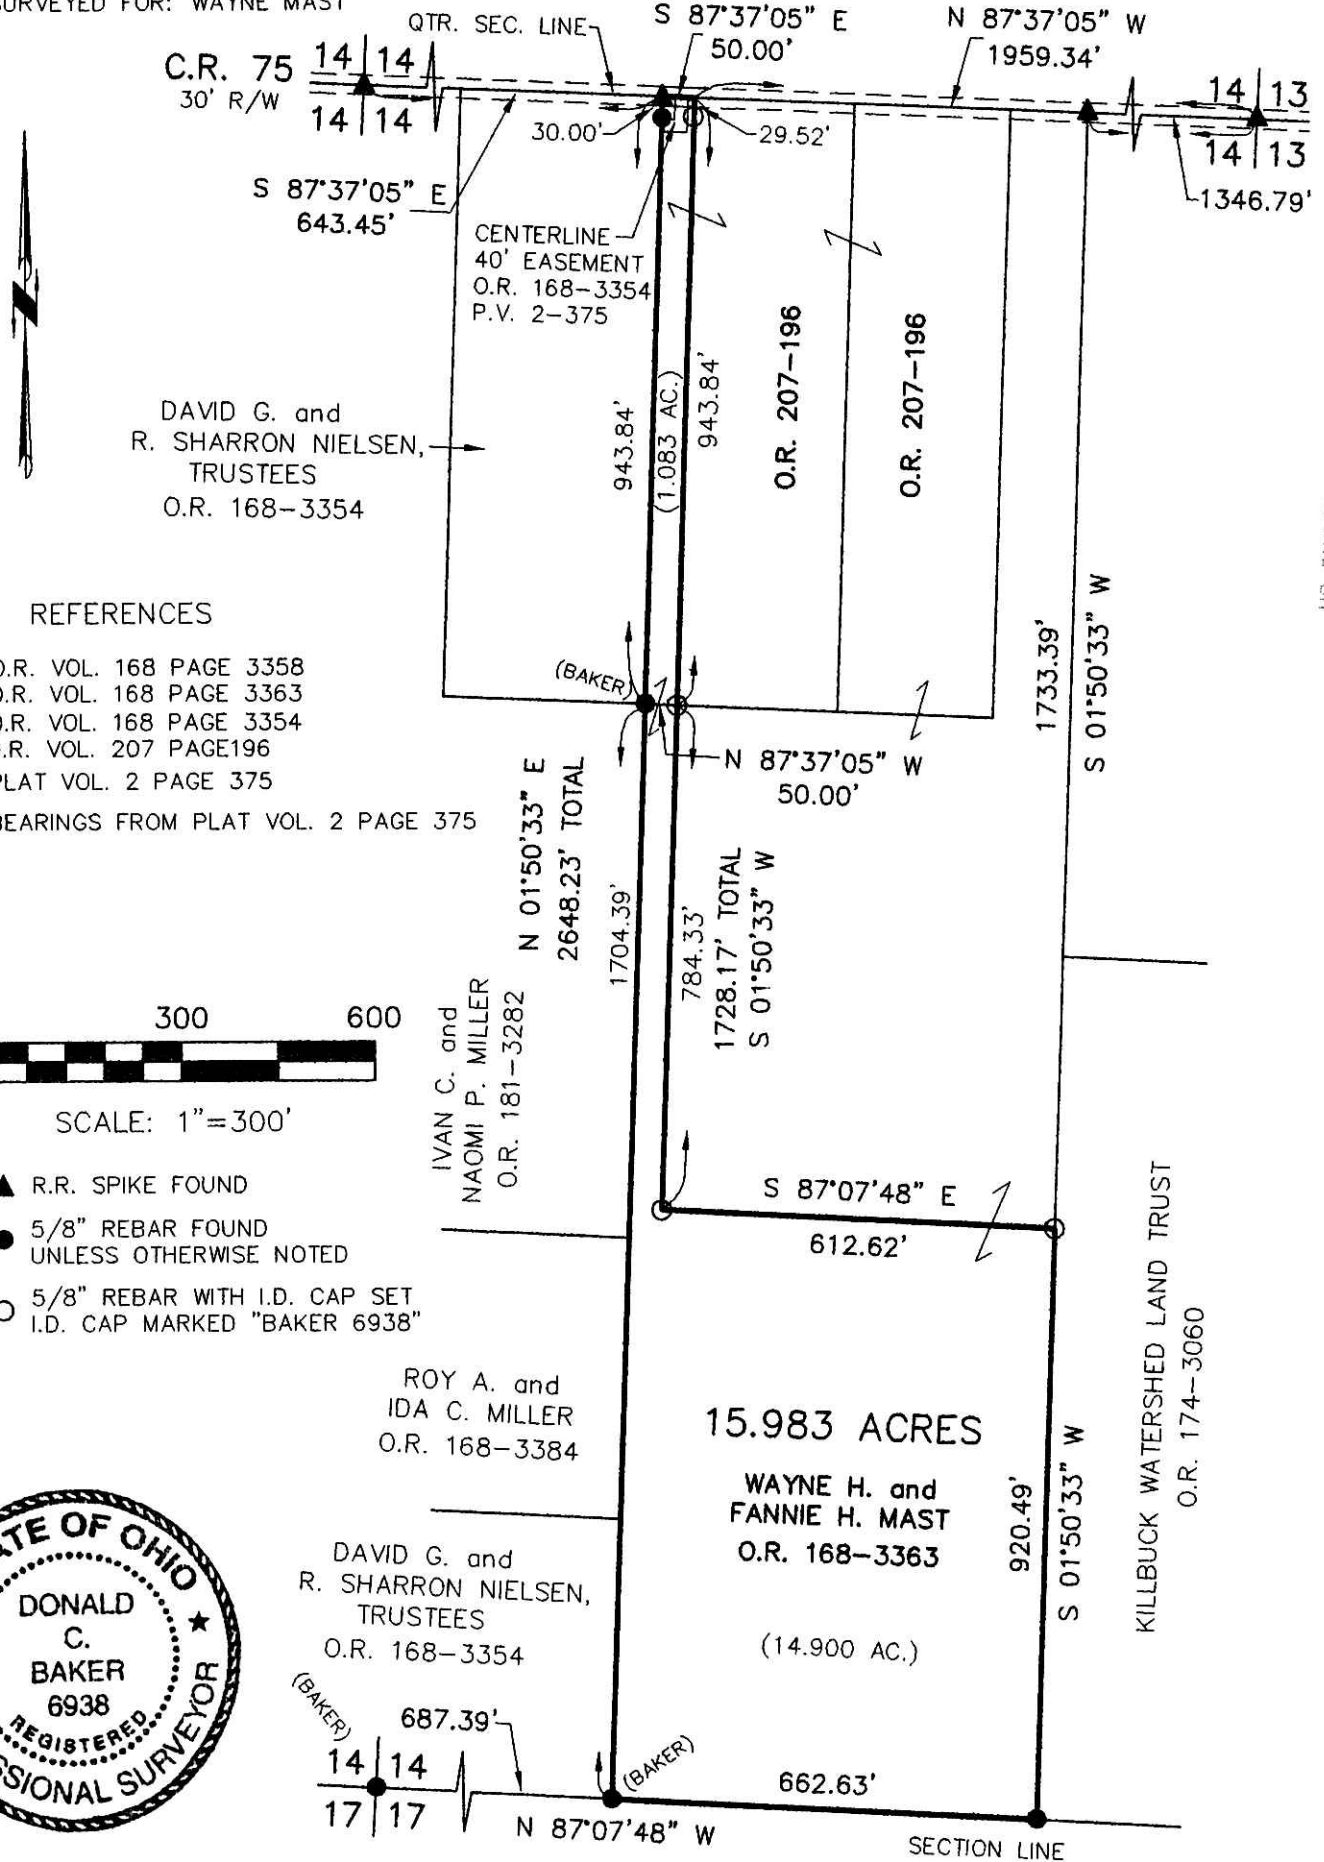 SURVEYED FOR: WAYNE MAST
QTR. SEC. LINE
S 87°37'05" E
50.00'
N 87°37'05" W
1959.34'
C.R. 75
30' R/W
14 14
14 14
14 13
14 13
30.00'
29.52'
1346.79'
S 87°37'05" E
643.45'
CENTERLINE
40' EASEMENT
O.R. 168-3354
P.V. 2-375
N
O.R. 207-196
O.R. 207-196
943.84'
(1.083 AC.)
943.84'
DAVID G. and
R. SHARRON NIELSEN,
TRUSTEES
O.R. 168-3354
REFERENCES
O.R. VOL. 168 PAGE 3358
O.R. VOL. 168 PAGE 3363
O.R. VOL. 168 PAGE 3354
O.R. VOL. 207 PAGE196
PLAT VOL. 2 PAGE 375
BEARINGS FROM PLAT VOL. 2 PAGE 375
1733.39'
S 01°50'33" W
(BAKER)
N 87°37'05" W
50.00'
N 01°50'33" E
2648.23' TOTAL
1704.39'
784.33'
1728.17' TOTAL
S 01°50'33" W
300 600
SCALE: 1"=300'
IVAN C. and
NAOMI P. MILLER
O.R. 181-3282
R.R. SPIKE FOUND
5/8" REBAR FOUND
UNLESS OTHERWISE NOTED
5/8" REBAR WITH I.D. CAP SET
I.D. CAP MARKED "BAKER 6938"
S 87°07'48" E
612.62'
KILLBUCK WATERSHED LAND TRUST
O.R. 174-3060
ROY A. and
IDA C. MILLER
O.R. 168-3384
15.983 ACRES
WAYNE H. and
FANNIE H. MAST
O.R. 168-3363
(14.900 AC.)
920.49'
S 01°50'33" W
DAVID G. and
R. SHARRON NIELSEN,
TRUSTEES
O.R. 168-3354
ATE OF OHIO
DONALD
C.
BAKER
6938
REGISTERED
SSIONAL SURVEYOR
(BAKER)
687.39'
14 14
17 17
(BAKER)
662.63'
N 87°07'48" W
SECTION LINE